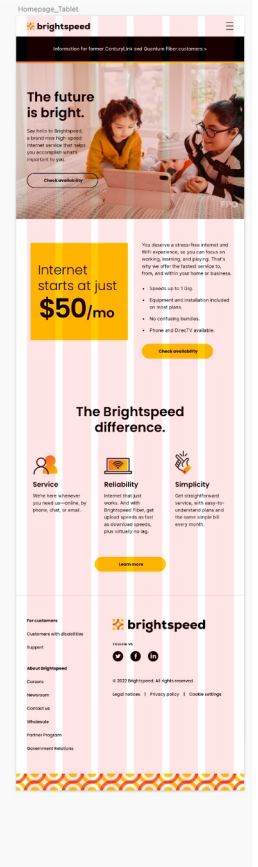 Homepage_Tablet
brightspeed
Information for former CenturyLink and Quantum Fiber customers >
The future
is bright.
Say hello to Brightspeed,
a brand new high-speed
internet service that helps
you accomplish what's
important to you.
Check availability
Internet
starts at just
$50/mo
You deserve a stress-free internet and
WiFi experience, so you can focus on
working, learning, and playing. That's
why we offer the fastest service to,
from, and within your home or business.
• Speeds up to 1 Gig.
• Equipment and installation included
on most plans.
• No confusing bundles.
• Phone and DirecTV available.
Check availability
The Brightspeed
difference.
Service
We're here whenever
you need us—online, by
phone, chat, or email.
Reliability
Internet that just
works. And with
Brightspeed Fiber, get
upload speeds as fast
as download speeds,
plus virtually no lag.
Simplicity
Get straightforward
service, with easy-to-
understand plans and
the same simple bill
every month.
Learn more
For customers
Customers with disabilities
Support
About Brightspeed
Careers
Newsroom
Contact us
Wholesale
Partner Program
Government Relations
brightspeed
Follow us
© 2022 Brightspeed. All rights reserved.
Legal notices | Privacy policy | Cookie settings